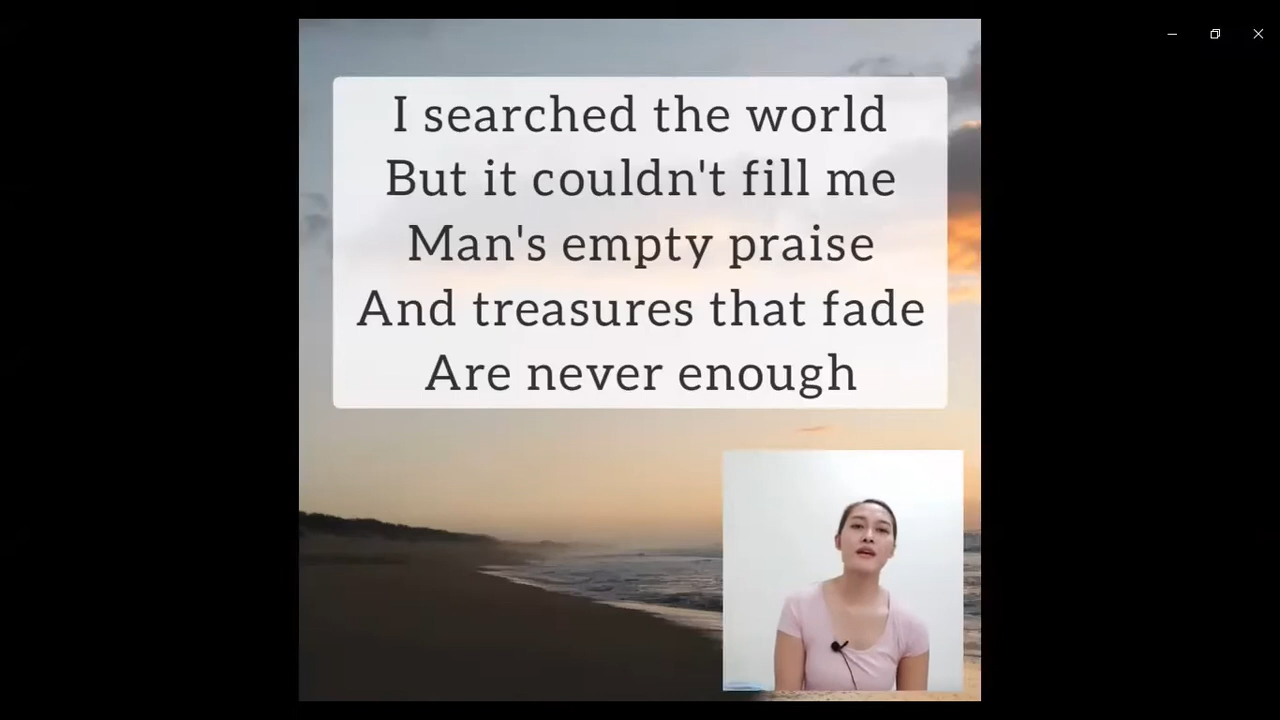 I searched the world
But it couldn't fill me
Man's empty praise
And treasures that fade
Are never enough